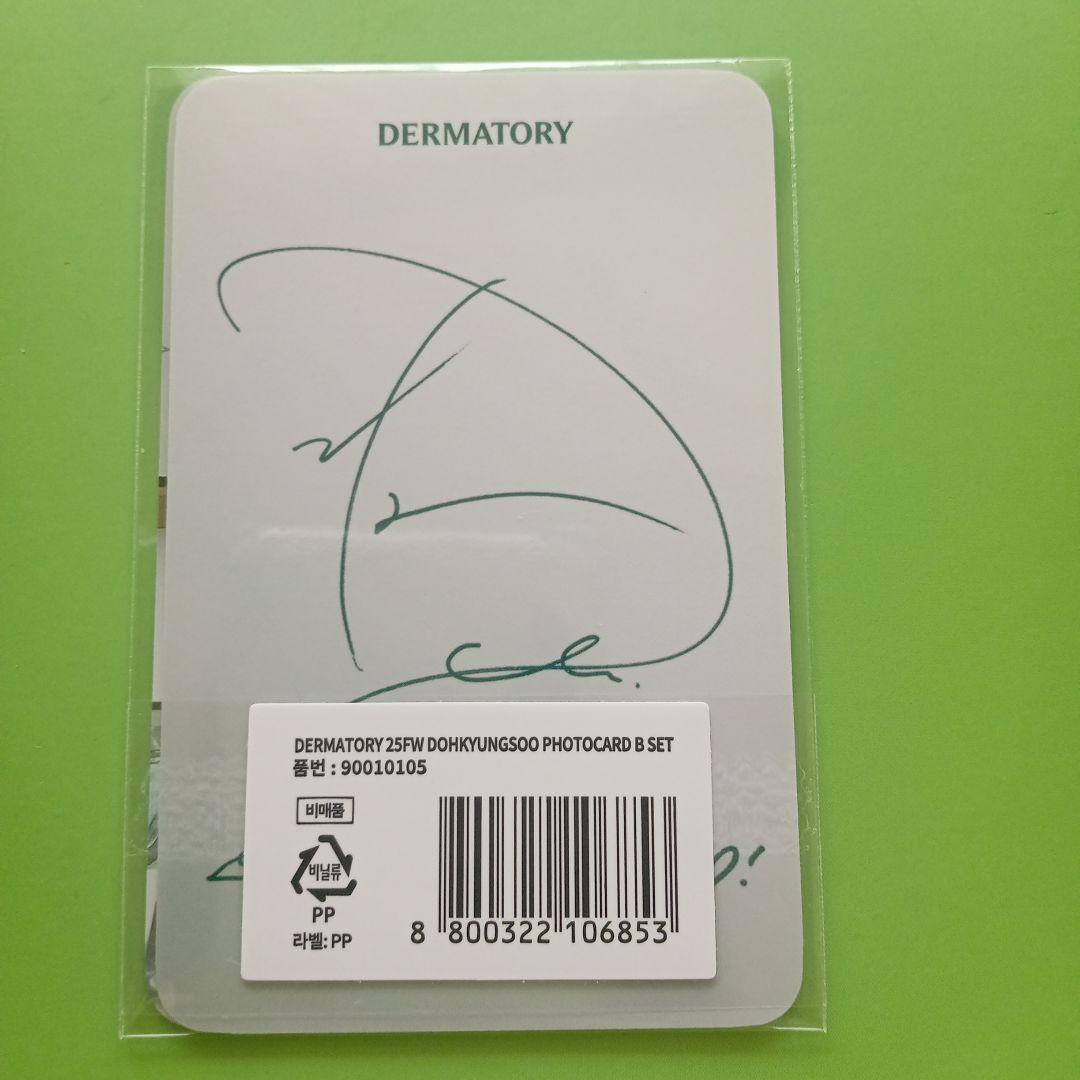 DERMATORY
DERMATORY 25FW DOHKYUNGSOO PHOTOCARD B SET
품번 : 90010105
비매품
비닐류
PP
라벨: PP
8 800322 106853